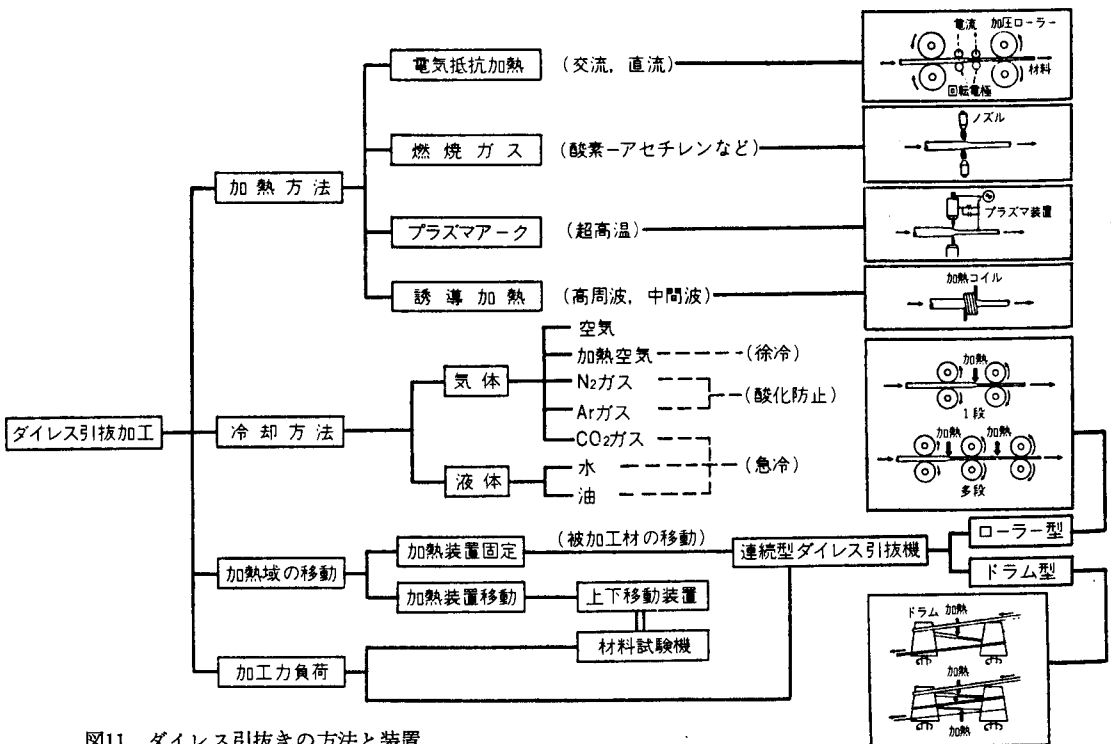 ダイレス引抜加工
加熱方法
電気抵抗加熱 (交流, 直流)
電流 加圧ローラー
材料
回転電極
燃焼ガス (酸素-アセチレンなど)
ノズル
プラズマアーク (超高温)
プラズマ装置
誘導加熱 (高周波, 中間波)
加熱コイル
冷却方法
気体
空気
加熱空気 (徐冷)
N2ガス
Arガス
(酸化防止)
CO2ガス
液体
水
油
(急冷)
加熱域の移動
加熱装置固定 (被加工材の移動) 連続型ダイレス引抜機
加熱装置移動 上下移動装置
材料試験機
加工力負荷
ローラー型
ドラム型
加熱
1段
加熱 加熱
多段
ドラム 加熱
加熱
加熱
図11 ダイレス引抜きの方法と装置